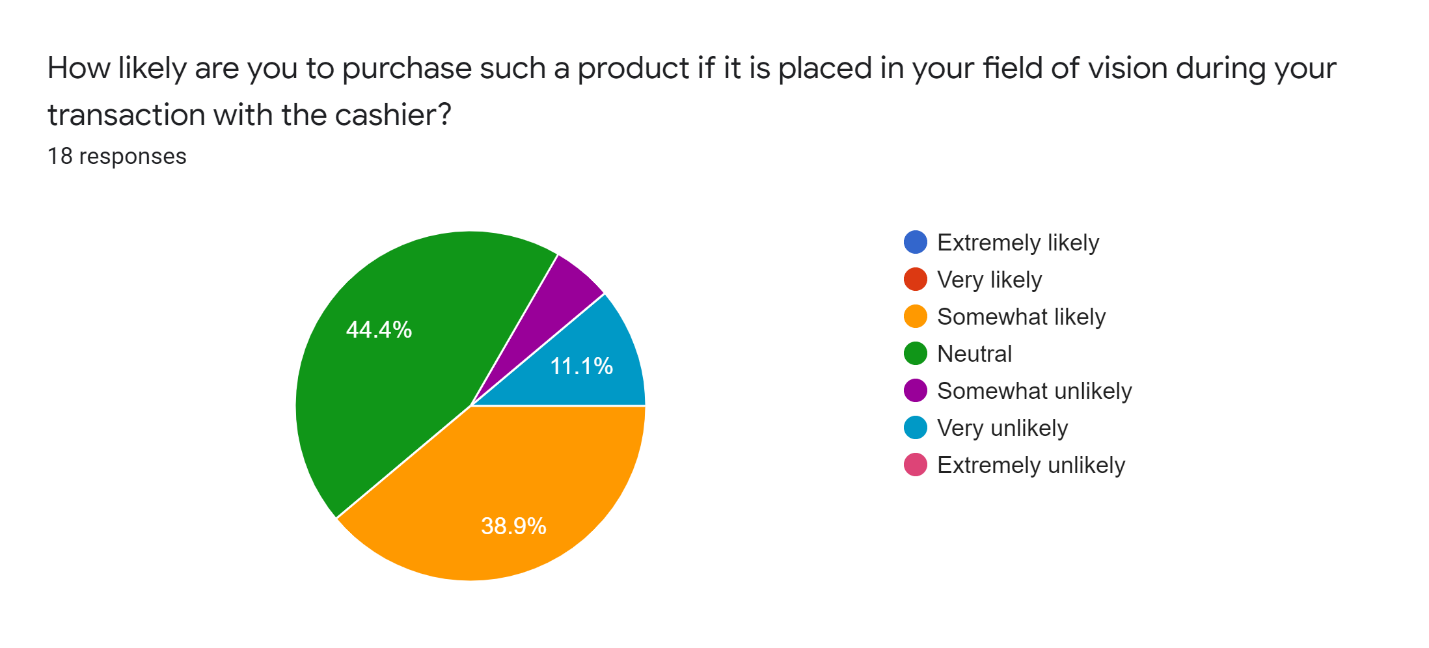 How likely are you to purchase such a product if it is placed in your field of vision during your
transaction with the cashier?
18 responses
44.4%
11.1%
38.9%
Extremely likely
Very likely
Somewhat likely
Neutral
Somewhat unlikely
Very unlikely
Extremely unlikely